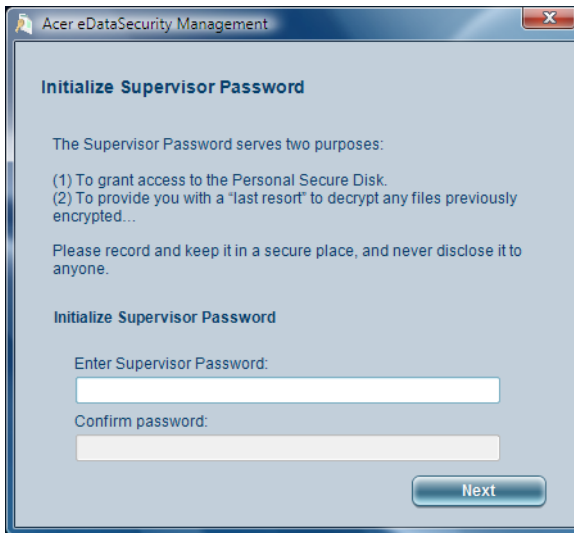 Acer eDataSecurity Management
Initialize Supervisor Password
The Supervisor Password serves two purposes:
(1) To grant access to the Personal Secure Disk.
(2) To provide you with a “last resort” to decrypt any files previously
encrypted...
Please record and keep it in a secure place, and never disclose it to
anyone.
Initialize Supervisor Password
Enter Supervisor Password:
Confirm password:
Next